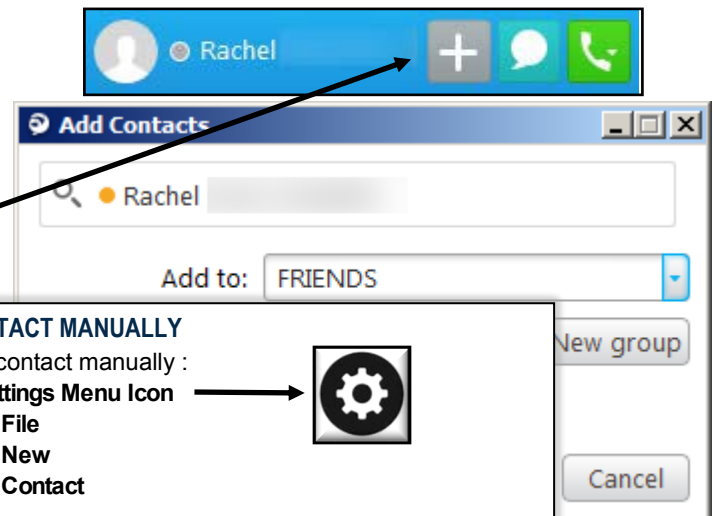 Rachel
Add Contacts
Rachel
Add to: FRIENDS
New group
TACT MANUALLY
contact manually :
ttings Menu Icon
File
New
Contact
Cancel